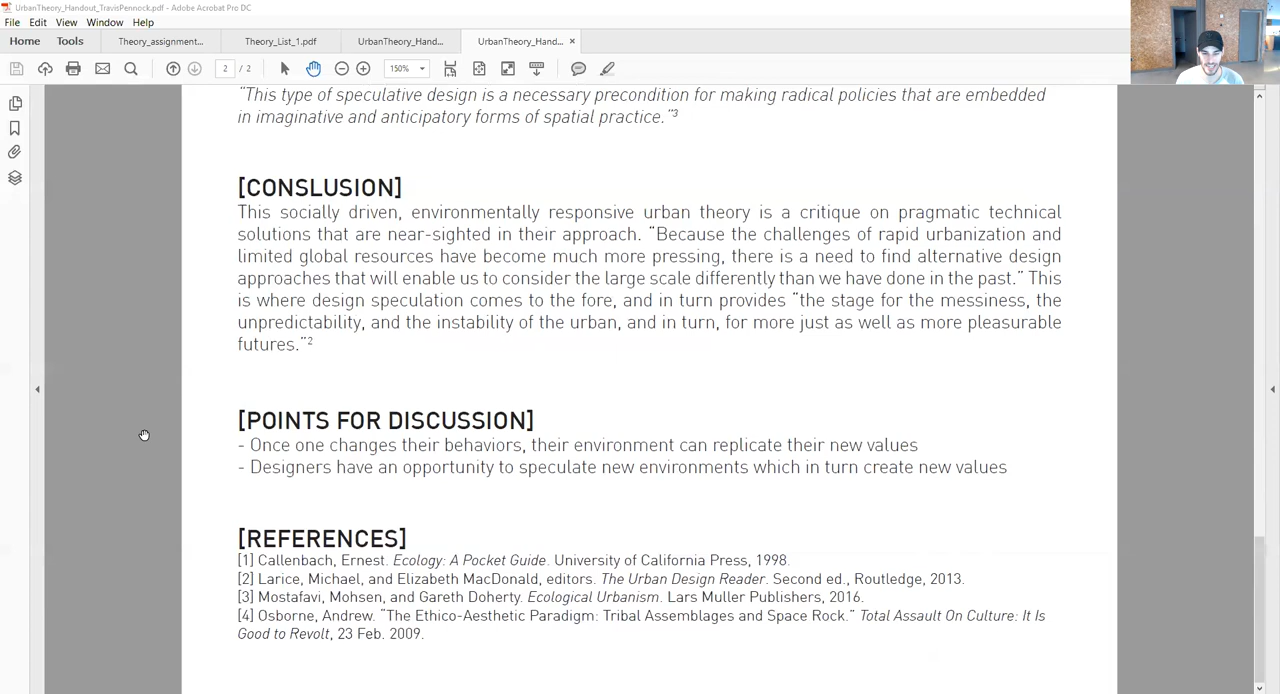 UrbanTheory_Handout_TravisPennock.pdf - Adobe Acrobat Pro DC
File Edit View Window Help
Home Tools Theory_assignment... Theory_List_1.pdf UrbanTheory_Hand... UrbanTheory_Hand... ×
2 / 2 150%
"This type of speculative design is a necessary precondition for making radical policies that are embedded
in imaginative and anticipatory forms of spatial practice."3
[CONSLUSION]
This socially driven, environmentally responsive urban theory is a critique on pragmatic technical
solutions that are near-sighted in their approach. "Because the challenges of rapid urbanization and
limited global resources have become much more pressing, there is a need to find alternative design
approaches that will enable us to consider the large scale differently than we have done in the past." This
is where design speculation comes to the fore, and in turn provides "the stage for the messiness, the
unpredictability, and the instability of the urban, and in turn, for more just as well as more pleasurable
futures."2
[POINTS FOR DISCUSSION]
- Once one changes their behaviors, their environment can replicate their new values
- Designers have an opportunity to speculate new environments which in turn create new values
[REFERENCES]
[1] Callenbach, Ernest. Ecology: A Pocket Guide. University of California Press, 1998.
[2] Larice, Michael, and Elizabeth MacDonald, editors. The Urban Design Reader. Second ed., Routledge, 2013.
[3] Mostafavi, Mohsen, and Gareth Doherty. Ecological Urbanism. Lars Muller Publishers, 2016.
[4] Osborne, Andrew. "The Ethico-Aesthetic Paradigm: Tribal Assemblages and Space Rock." Total Assault On Culture: It Is
Good to Revolt, 23 Feb. 2009.